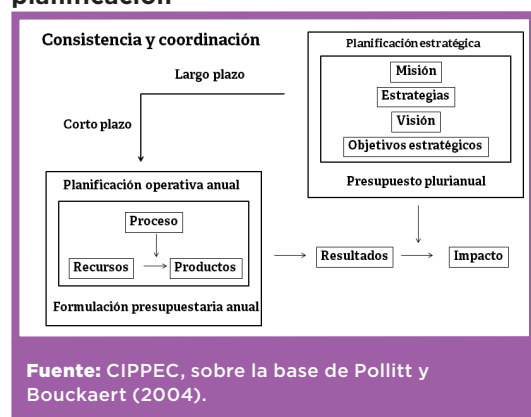 planificación
Consistencia y coordinación
Planificación estratégica
Misión
Estrategias
Visión
Objetivos estratégicos
Presupuesto plurianual
Largo plazo
Corto plazo
Planificación operativa anual
Proceso
Recursos
Productos
Formulación presupuestaria anual
Resultados
Impacto
Fuente: CIPPEC, sobre la base de Pollitt y
Bouckaert (2004).